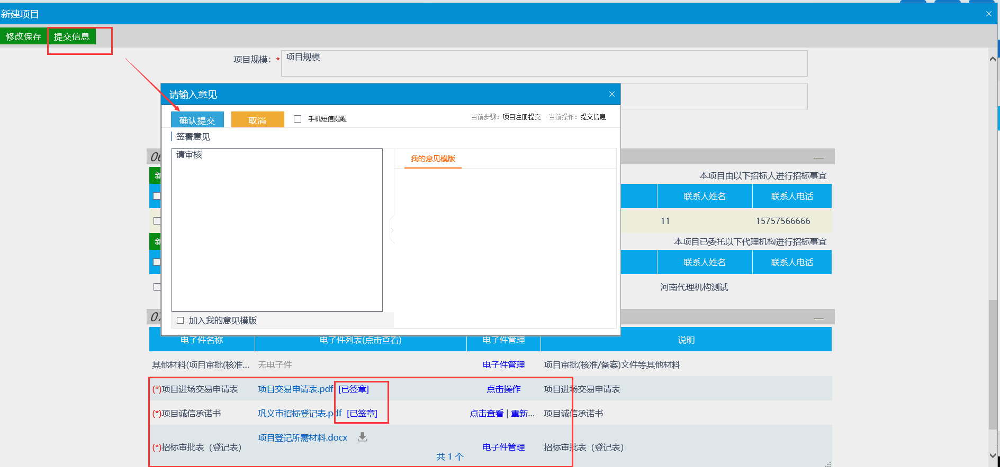 新建项目
修改保存 提交信息
项目规模：* 项目规模
请输入意见
确认提交 取消 手机短信提醒 当前步骤：项目注册提交 当前操作：提交信息
签署意见
请审核
我的意见模版
新 本项目由以下招标人进行招标事宜
联系人姓名 联系人电话
11 15757566666
新 本项目已委托以下代理机构进行招标事宜
联系人姓名 联系人电话
河南代理机构测试
07
加入我的意见模版
电子件名称 电子件列表(点击查看) 电子件管理 说明
其他材料(项目审批(核准... 无电子件 电子件管理 项目审批(核准/备案)文件等其他材料
(*)项目进场交易申请表 项目交易申请表.pdf [已签章] 点击操作 项目进场交易申请表
(*)项目诚信承诺书 巩义市招标登记表.pdf [已签章] 点击查看 | 重新... 项目诚信承诺书
(*)招标审批表（登记表） 项目登记所需材料.docx 电子件管理 招标审批表（登记表）
共 1 个